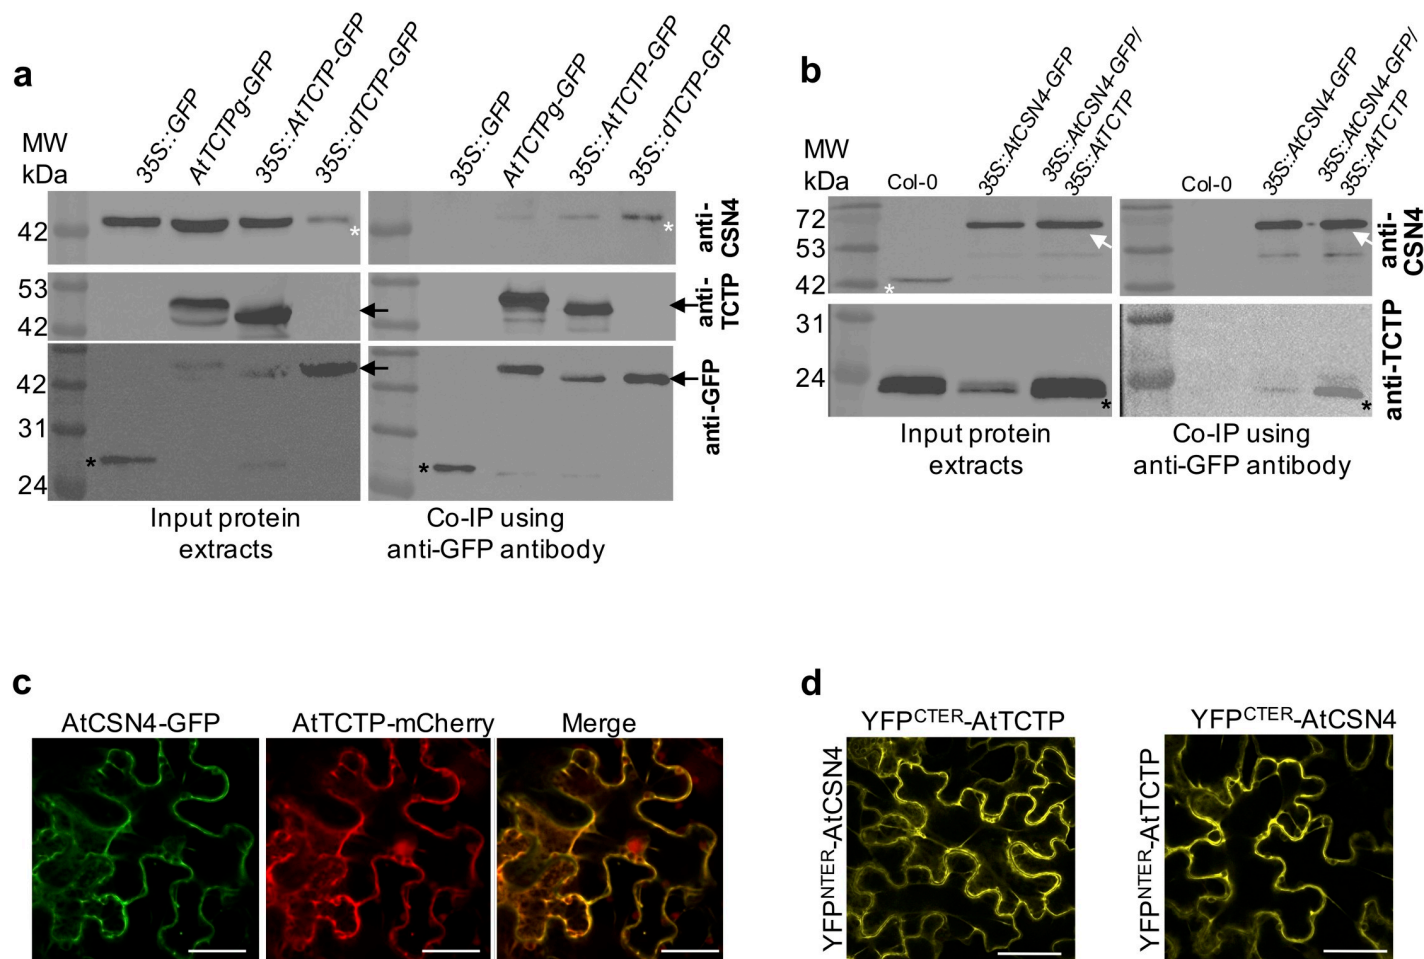 a
MW
kDa
35S::GFP
AtTCTPg-GFP
35S::AtTCTP-GFP
35S::dTCTP-GFP
35S::GFP
AtTCTPg-GFP
35S::AtTCTP-GFP
35S::dTCTP-GFP
42
*
*
anti-
CSN4
53
42
anti-
TCTP
42
31
24
*
*
anti-GFP
Input protein
extracts
Co-IP using
anti-GFP antibody
b
MW
kDa
Col-0
35S::AtCSN4-GFP
35S::AtCSN4-GFP/
35S::AtTCTP
Col-0
35S::AtCSN4-GFP
35S::AtCSN4-GFP/
35S::AtTCTP
72
53
42
*
anti-
CSN4
31
24
*
*
anti-TCTP
Input protein
extracts
Co-IP using
anti-GFP antibody
c
AtCSN4-GFP
AtTCTP-mCherry
Merge
d
YFPCTER-AtTCTP
YFPNTER-AtCSN4
YFPCTER-AtCSN4
YFPNTER-AtTCTP